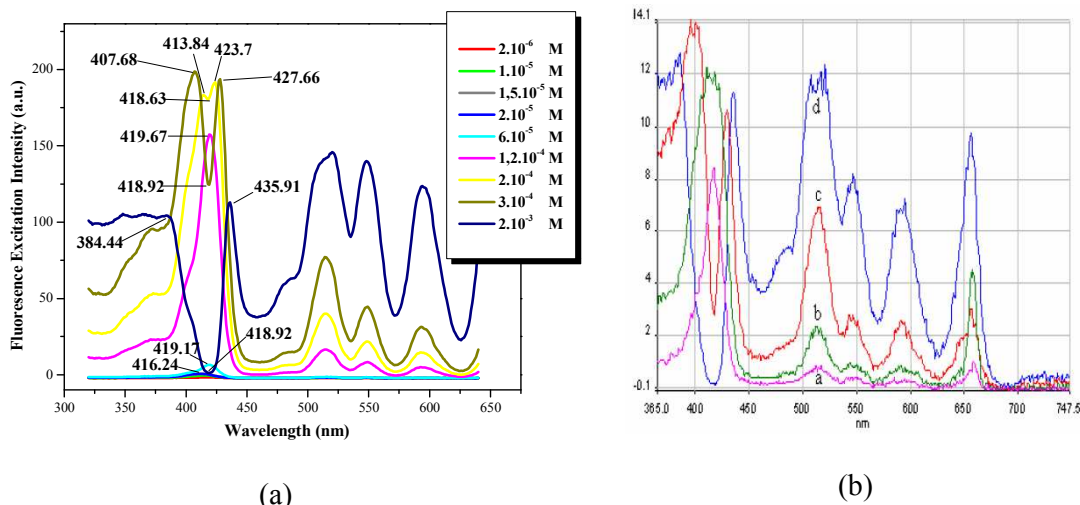 413.84
423.7
407.68
427.66
418.63
419.67
418.92
435.91
384.44
419.17
418.92
416.24
2.10⁻⁶ M
1.10⁻⁵ M
1,5.10⁻⁵ M
2.10⁻⁵ M
6.10⁻⁵ M
1,2.10⁻⁴ M
2.10⁻⁴ M
3.10⁻⁴ M
2.10⁻³ M
Fluorescence Excitation Intensity (a.u.)
200
150
100
50
0
300 350 400 450 500 550 600 650
Wavelength (nm)
(a)
14.1
12
10
8
6
4
2
-0.1
d
c
b
a
365.0 400 450 500 550 600 650 700 747.6
nm
(b)